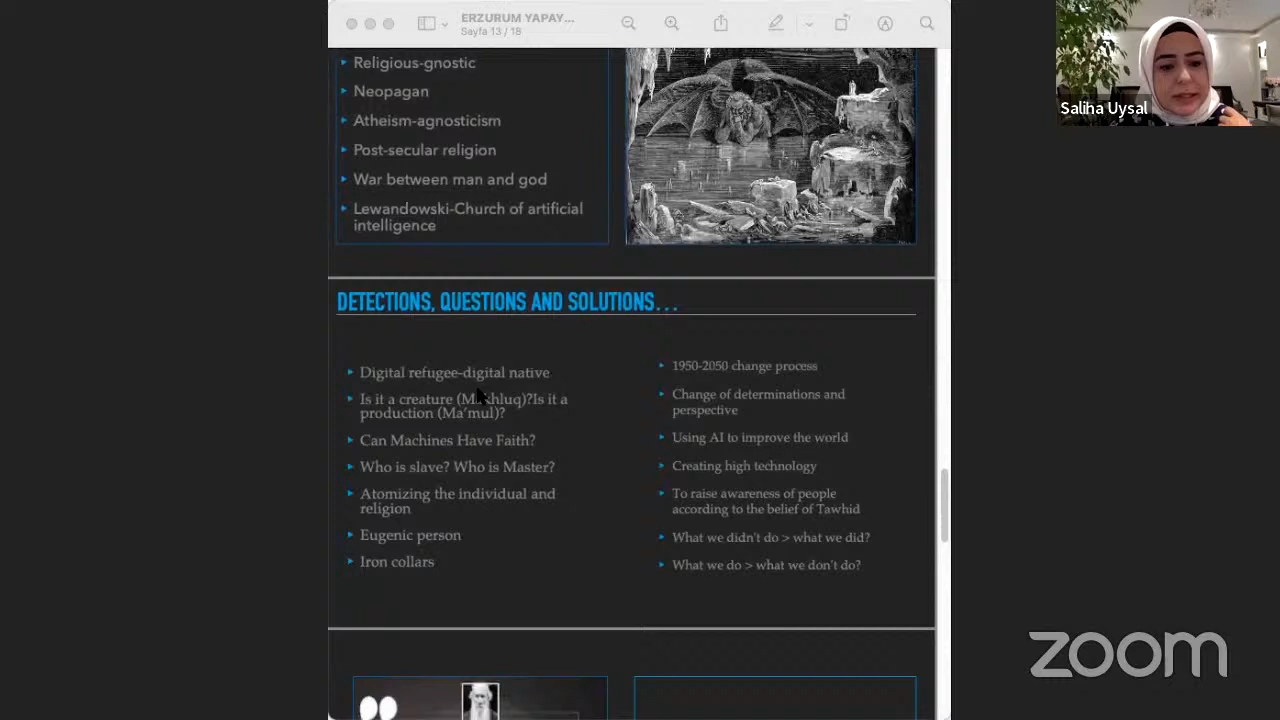 ERZURUM YAPAY...
Sayfa 13 / 18
Saliha Uysal
Religious-gnostic
Neopagan
Atheism-agnosticism
Post-secular religion
War between man and god
Lewandowski-Church of artificial
intelligence
DETECTIONS, QUESTIONS AND SOLUTIONS...
Digital refugee-digital native
Is it a creature (Makhluq)?Is it a
production (Ma'mul)?
Can Machines Have Faith?
Who is slave? Who is Master?
Atomizing the individual and
religion
Eugenic person
Iron collars
1950-2050 change process
Change of determinations and
perspective
Using AI to improve the world
Creating high technology
To raise awareness of people
according to the belief of Tawhid
What we didn't do > what we did?
What we do > what we don't do?
zoom